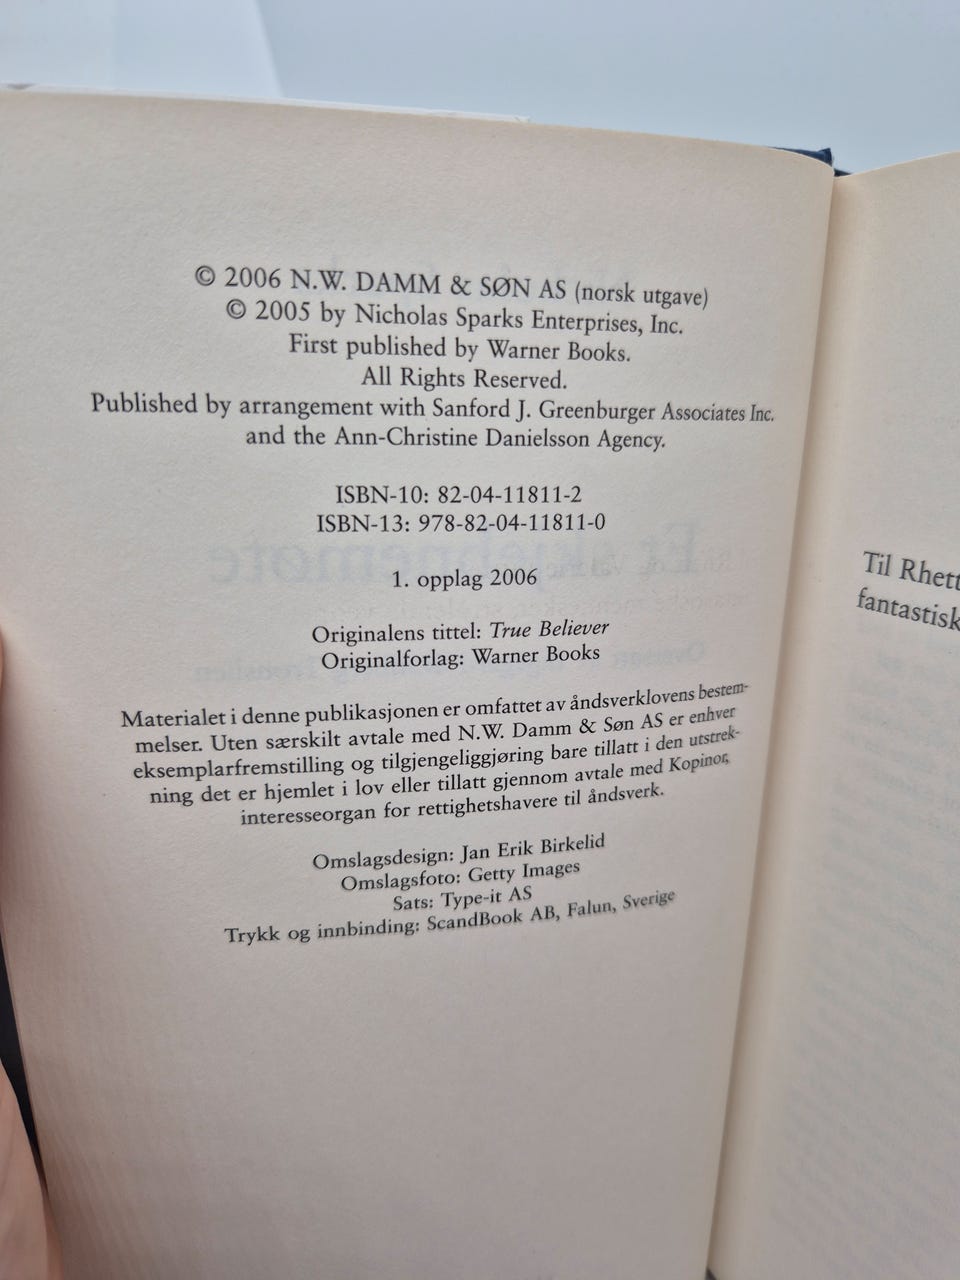 © 2006 N.W. DAMM & SØN AS (norsk utgave)
© 2005 by Nicholas Sparks Enterprises, Inc.
First published by Warner Books.
All Rights Reserved.
Published by arrangement with Sanford J. Greenburger Associates Inc.
and the Ann-Christine Danielsson Agency.
ISBN-10: 82-04-11811-2
ISBN-13: 978-82-04-11811-0
1. opplag 2006
Originalens tittel: True Believer
Originalforlag: Warner Books
Materialet i denne publikasjonen er omfattet av åndsverklovens bestem-
melser. Uten særskilt avtale med N.W. Damm & Søn AS er enhver
eksemplarfremstilling og tilgjengeliggjøring bare tillatt i den utstrek-
ning det er hjemlet i lov eller tillatt gjennom avtale med Kopinor,
interesseorgan for rettighetshavere til åndsverk.
Omslagsdesign: Jan Erik Birkelid
Omslagsfoto: Getty Images
Sats: Type-it AS
Trykk og innbinding: ScandBook AB, Falun, Sverige
Til Rhett
fantastisk